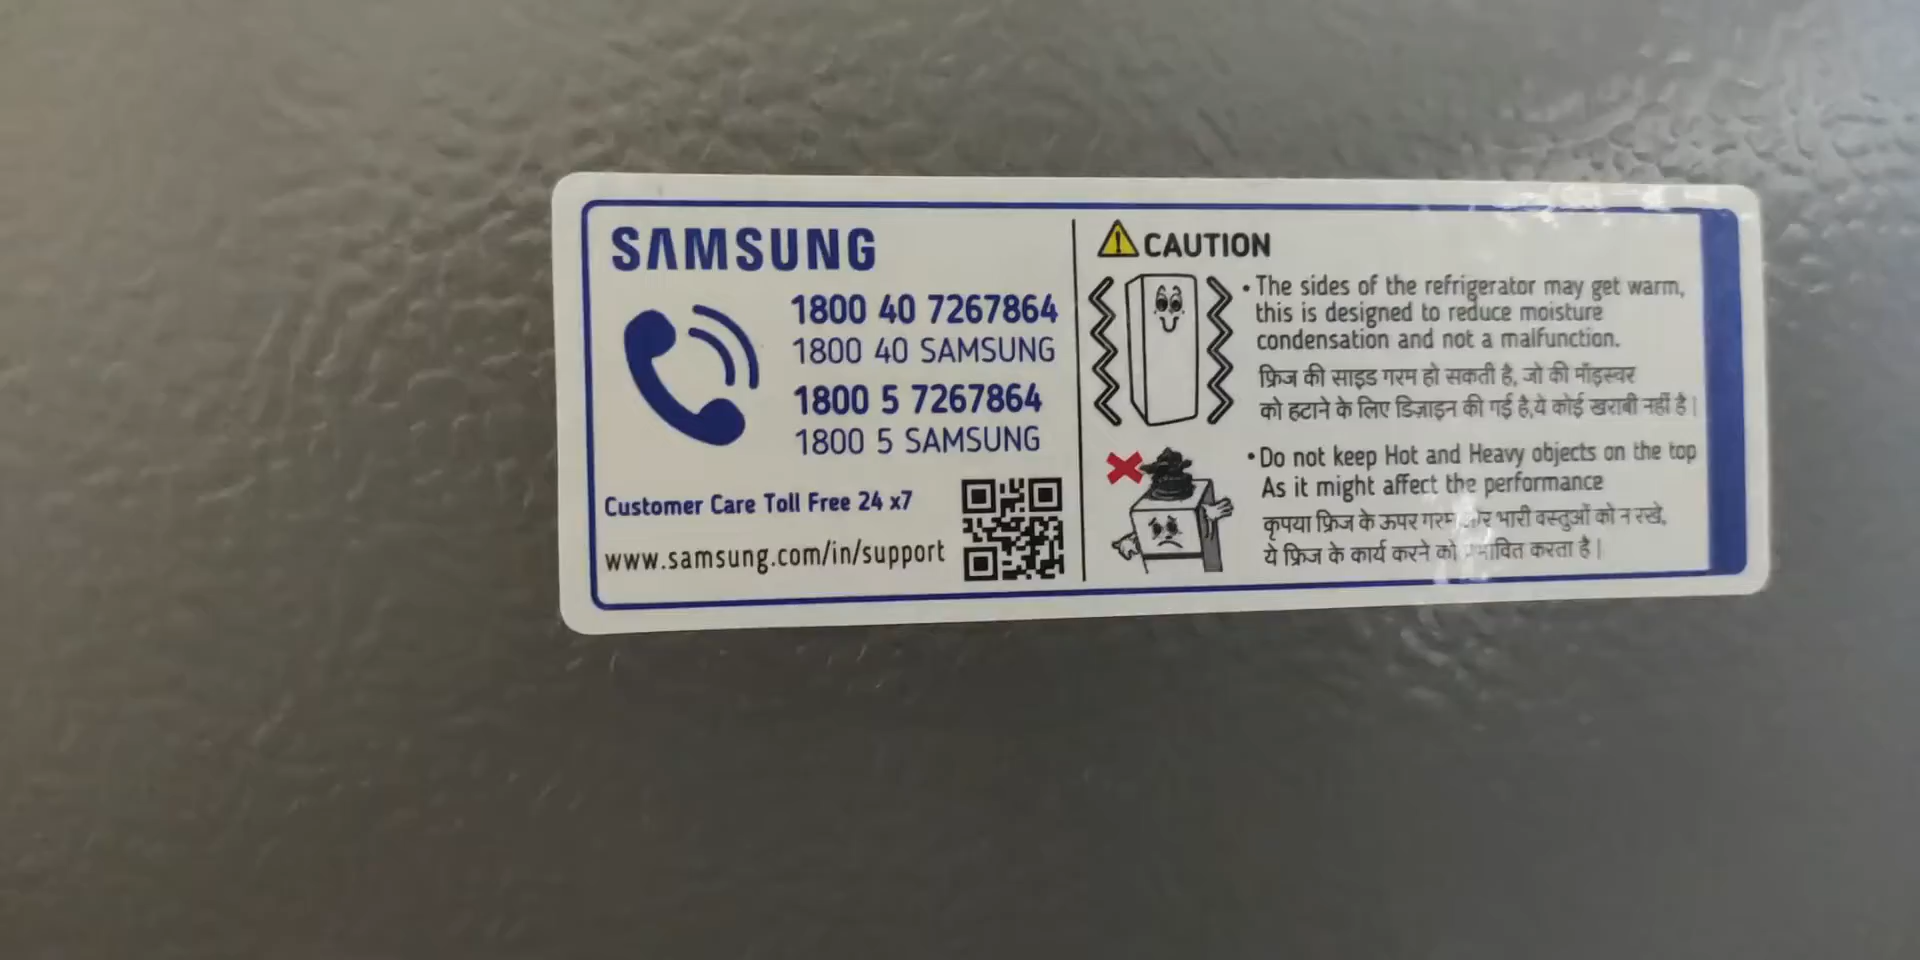 SAMSUNG
1800 40 7267864
1800 40 SAMSUNG
1800 5 7267864
1800 5 SAMSUNG
Customer Care Toll Free 24 x7
www.samsung.com/in/support
CAUTION
• The sides of the refrigerator may get warm,
this is designed to reduce moisture
condensation and not a malfunction.
फ्रिज की साइड गरम हो सकती है, जो की मॉइस्चर
को हटाने के लिए डिज़ाइन की गई है,ये कोई खराबी नहीं है |
• Do not keep Hot and Heavy objects on the top
As it might affect the performance
कृपया फ्रिज के ऊपर गरम भारी वस्तुओं को न रखे,
ये फ्रिज के कार्य करने को करता है |